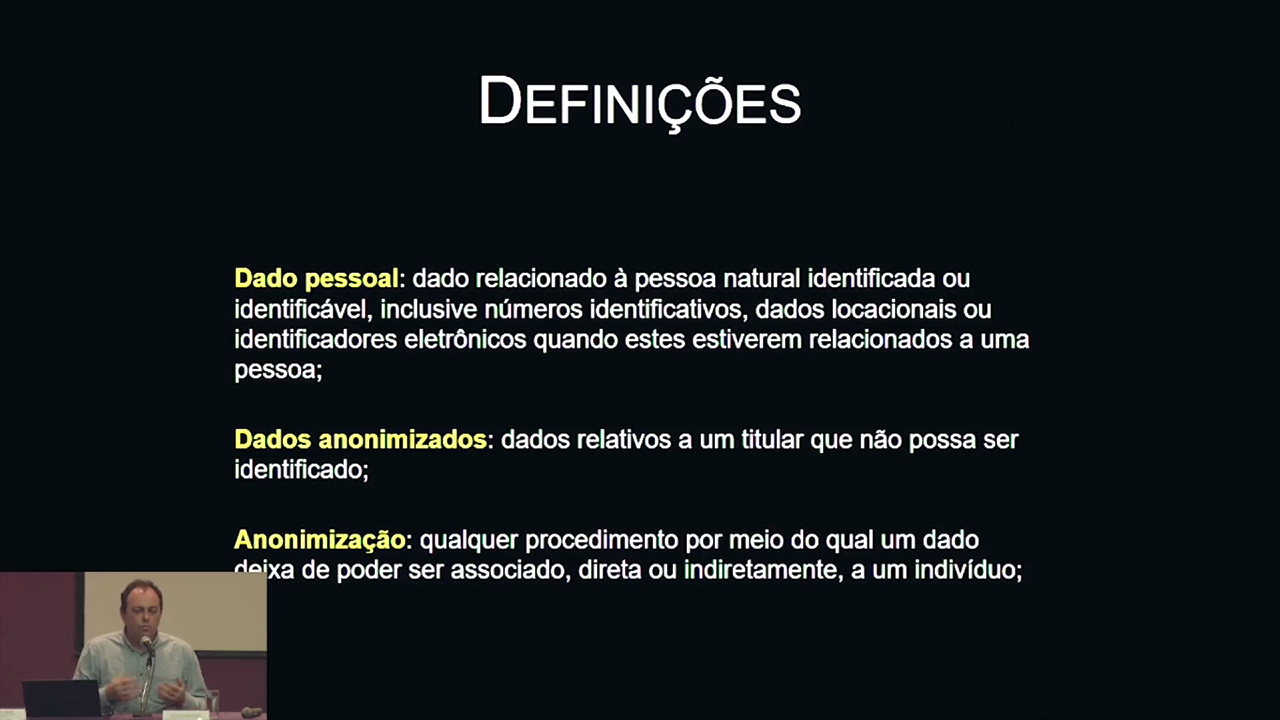 DEFINIÇÕES
Dado pessoal: dado relacionado à pessoa natural identificada ou
identificável, inclusive números identificativos, dados locacionais ou
identificadores eletrônicos quando estes estiverem relacionados a uma
pessoa;
Dados anonimizados: dados relativos a um titular que não possa ser
identificado;
Anonimização: qualquer procedimento por meio do qual um dado
deixa de poder ser associado, direta ou indiretamente, a um indivíduo;